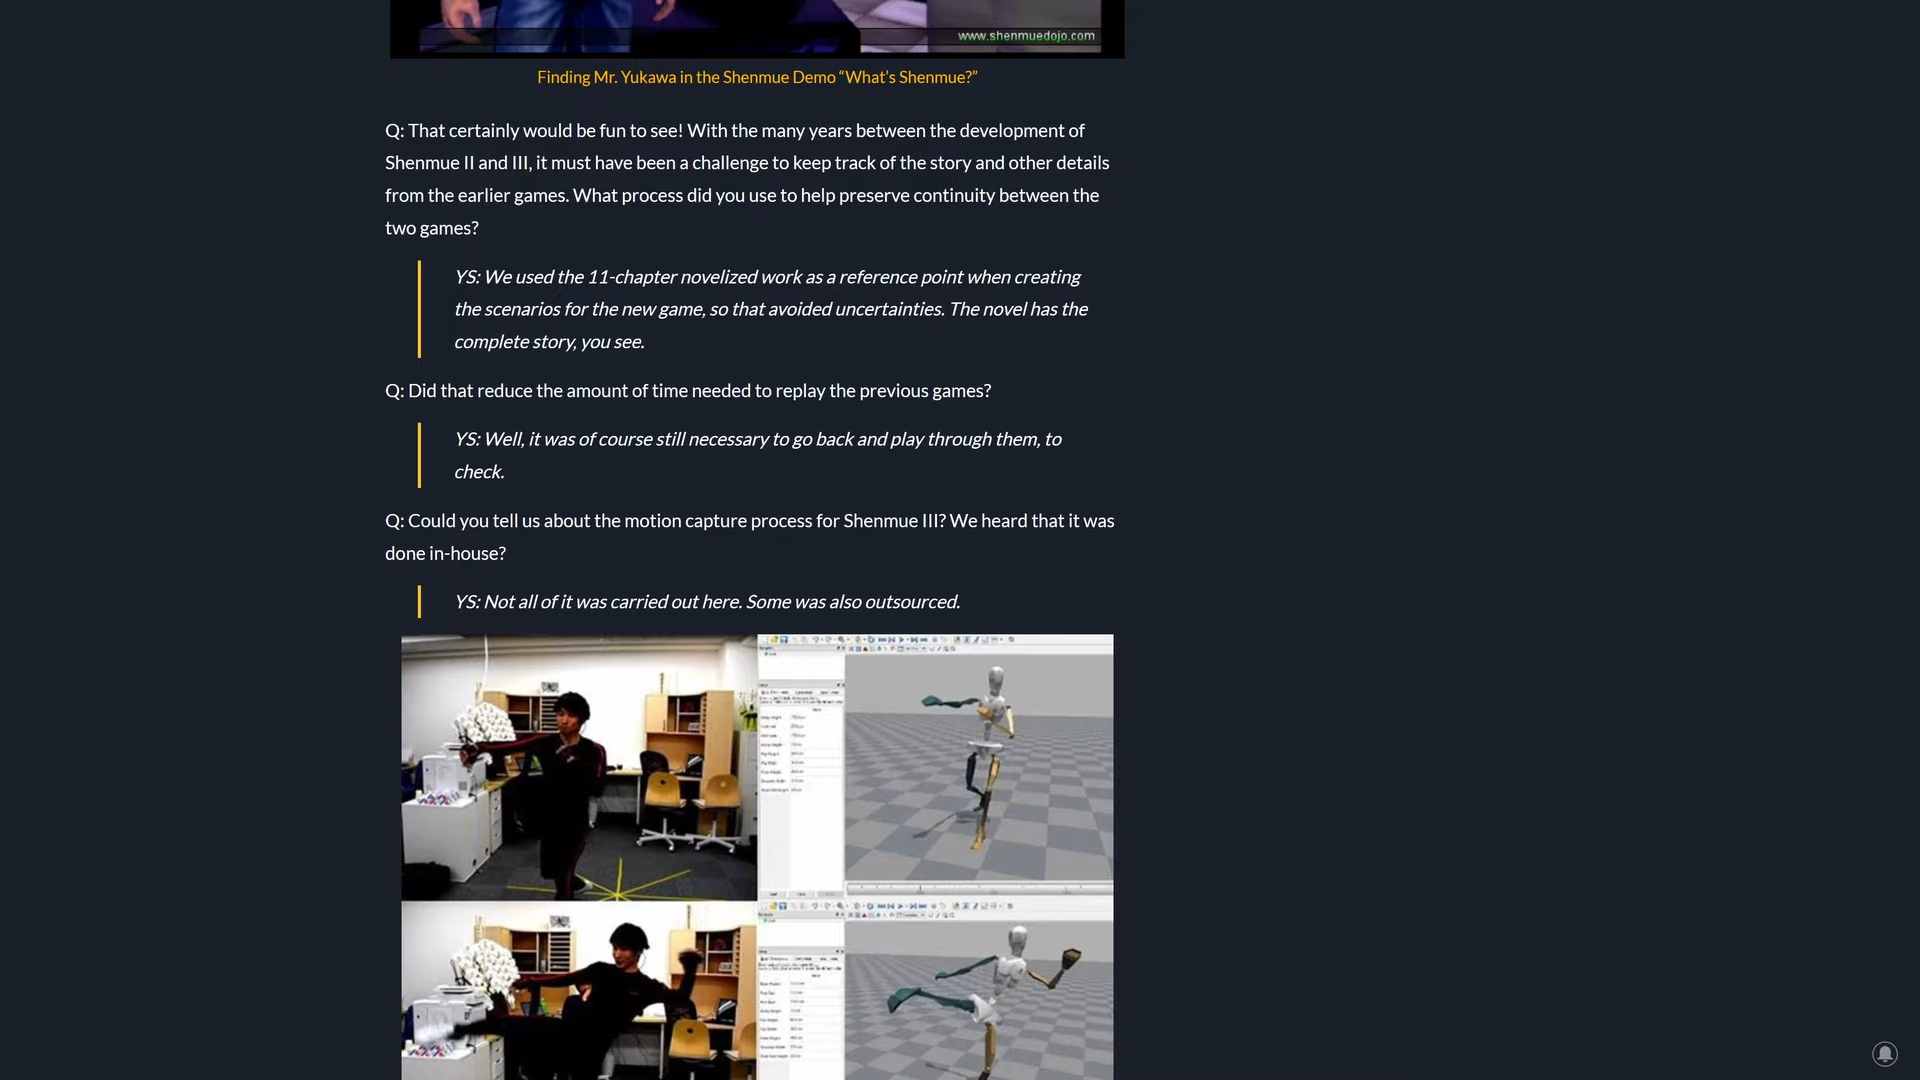 www.shenmuedojo.com
Finding Mr. Yukawa in the Shenmue Demo “What’s Shenmue?”
Q: That certainly would be fun to see! With the many years between the development of
Shenmue II and III, it must have been a challenge to keep track of the story and other details
from the earlier games. What process did you use to help preserve continuity between the
two games?
YS: We used the 11-chapter novelized work as a reference point when creating
the scenarios for the new game, so that avoided uncertainties. The novel has the
complete story, you see.
Q: Did that reduce the amount of time needed to replay the previous games?
YS: Well, it was of course still necessary to go back and play through them, to
check.
Q: Could you tell us about the motion capture process for Shenmue III? We heard that it was
done in-house?
YS: Not all of it was carried out here. Some was also outsourced.